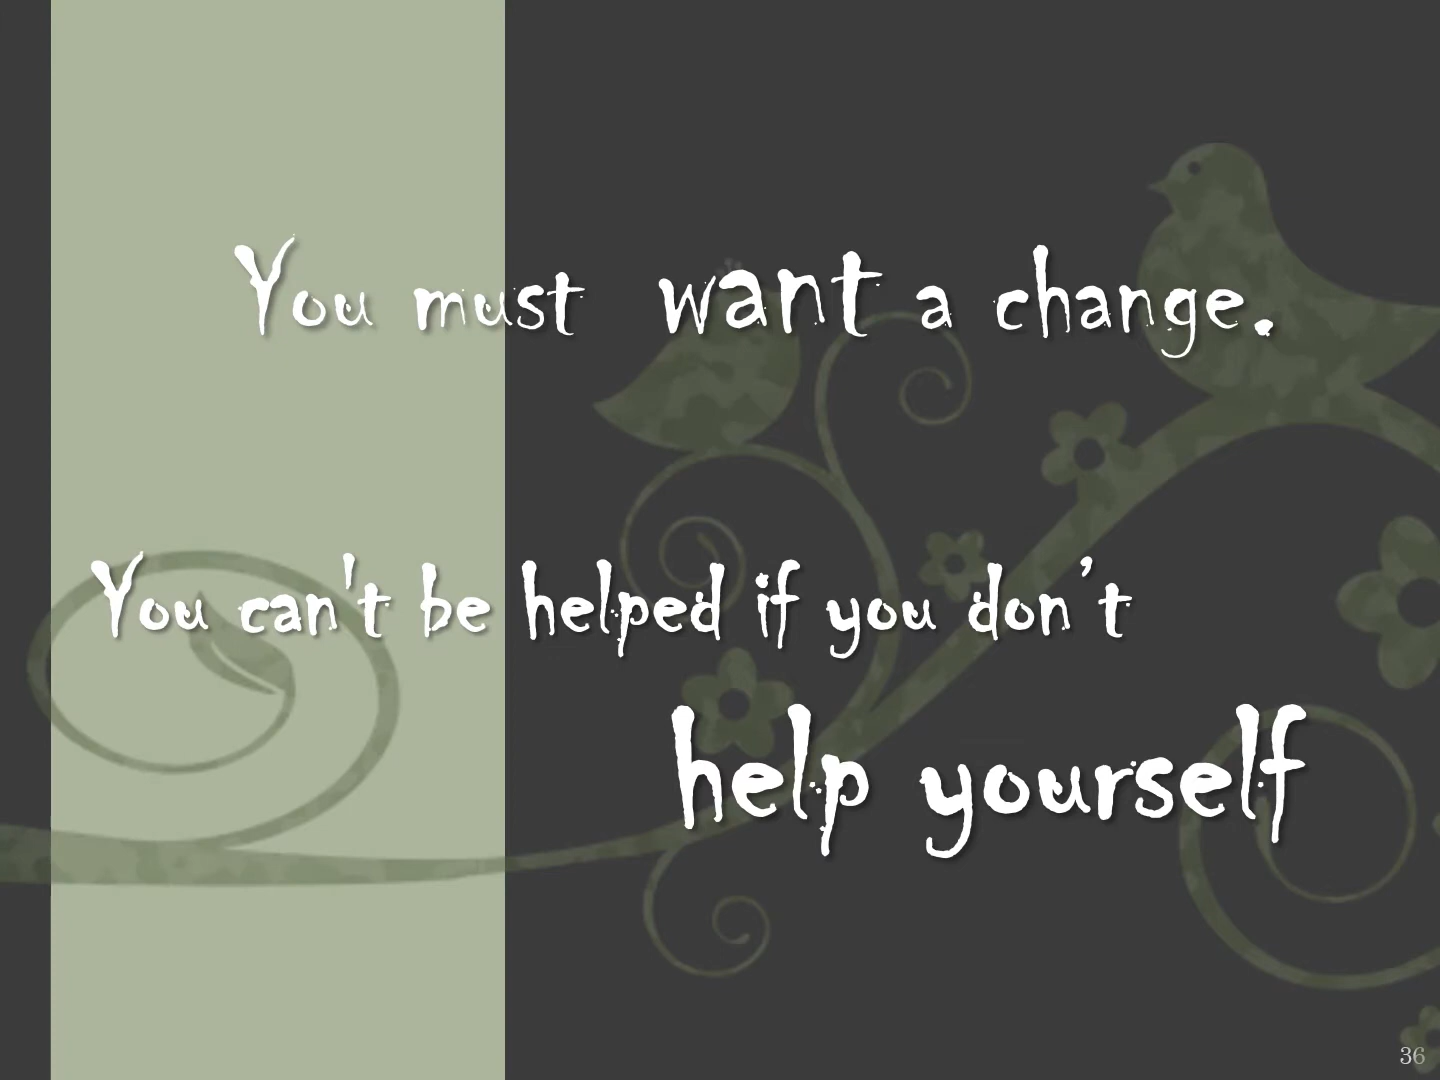 You must want a change.
You can't be helped if you don’t
help yourself
36